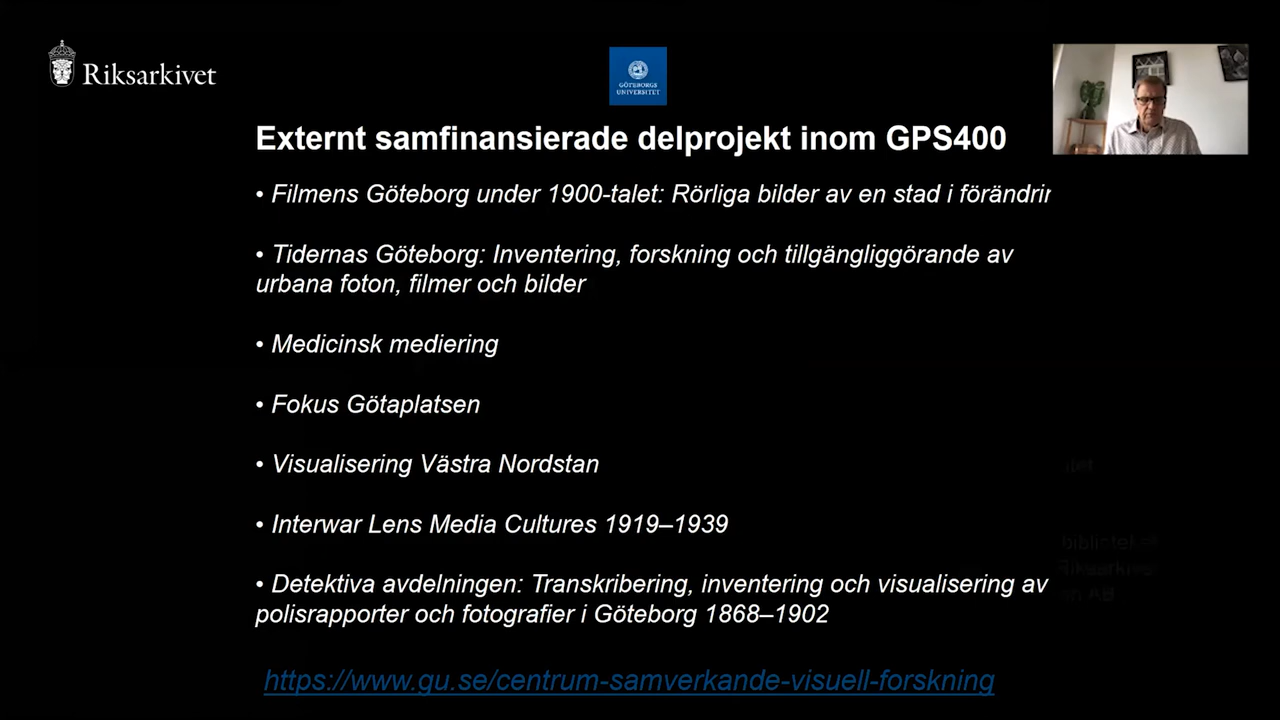 Riksarkivet
GÖTEBORGS
UNIVERSITET
Externt samfinansierade delprojekt inom GPS400
• Filmens Göteborg under 1900-talet: Rörliga bilder av en stad i förändrin
• Tidernas Göteborg: Inventering, forskning och tillgängliggörande av
urbana foton, filmer och bilder
• Medicinsk mediering
• Fokus Götaplatsen
• Visualisering Västra Nordstan
• Interwar Lens Media Cultures 1919–1939
• Detektiva avdelningen: Transkribering, inventering och visualisering av
polisrapporter och fotografier i Göteborg 1868–1902
https://www.gu.se/centrum-samverkande-visuell-forskning